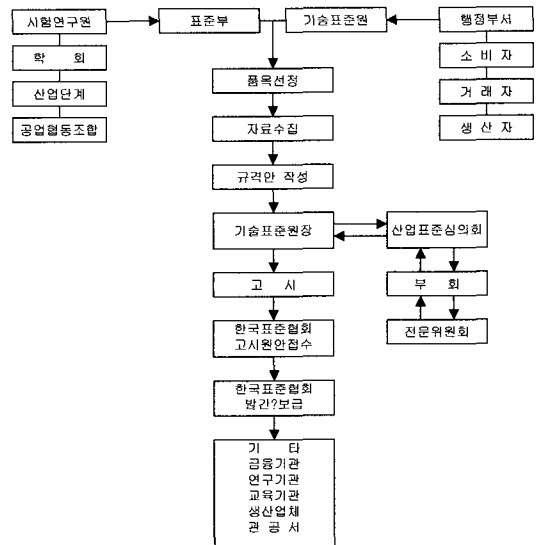 시험연구원
표준부
기술표준원
행정부서
학 회
소 비 자
산업단계
거 래 자
공업협동조합
생 산 자
품목선정
자료수집
규격안 작성
기술표준원장
산업표준심의회
고 시
부 회
한국표준협회
고시원안접수
전문위원회
한국표준협회
발간?보급
기 타
금융기관
연구기관
교육기관
생산업체
관 공 서